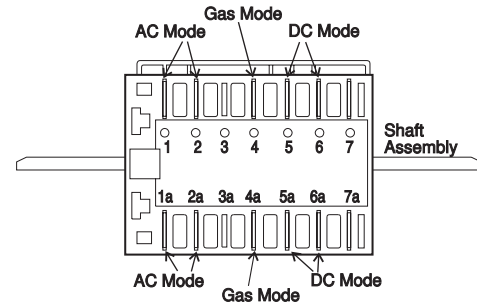 Gas Mode
AC Mode DC Mode
1 2 3 4 5 6 7
Shaft
Assembly
1a 2a 3a 4a 5a 6a 7a
AC Mode DC Mode
Gas Mode